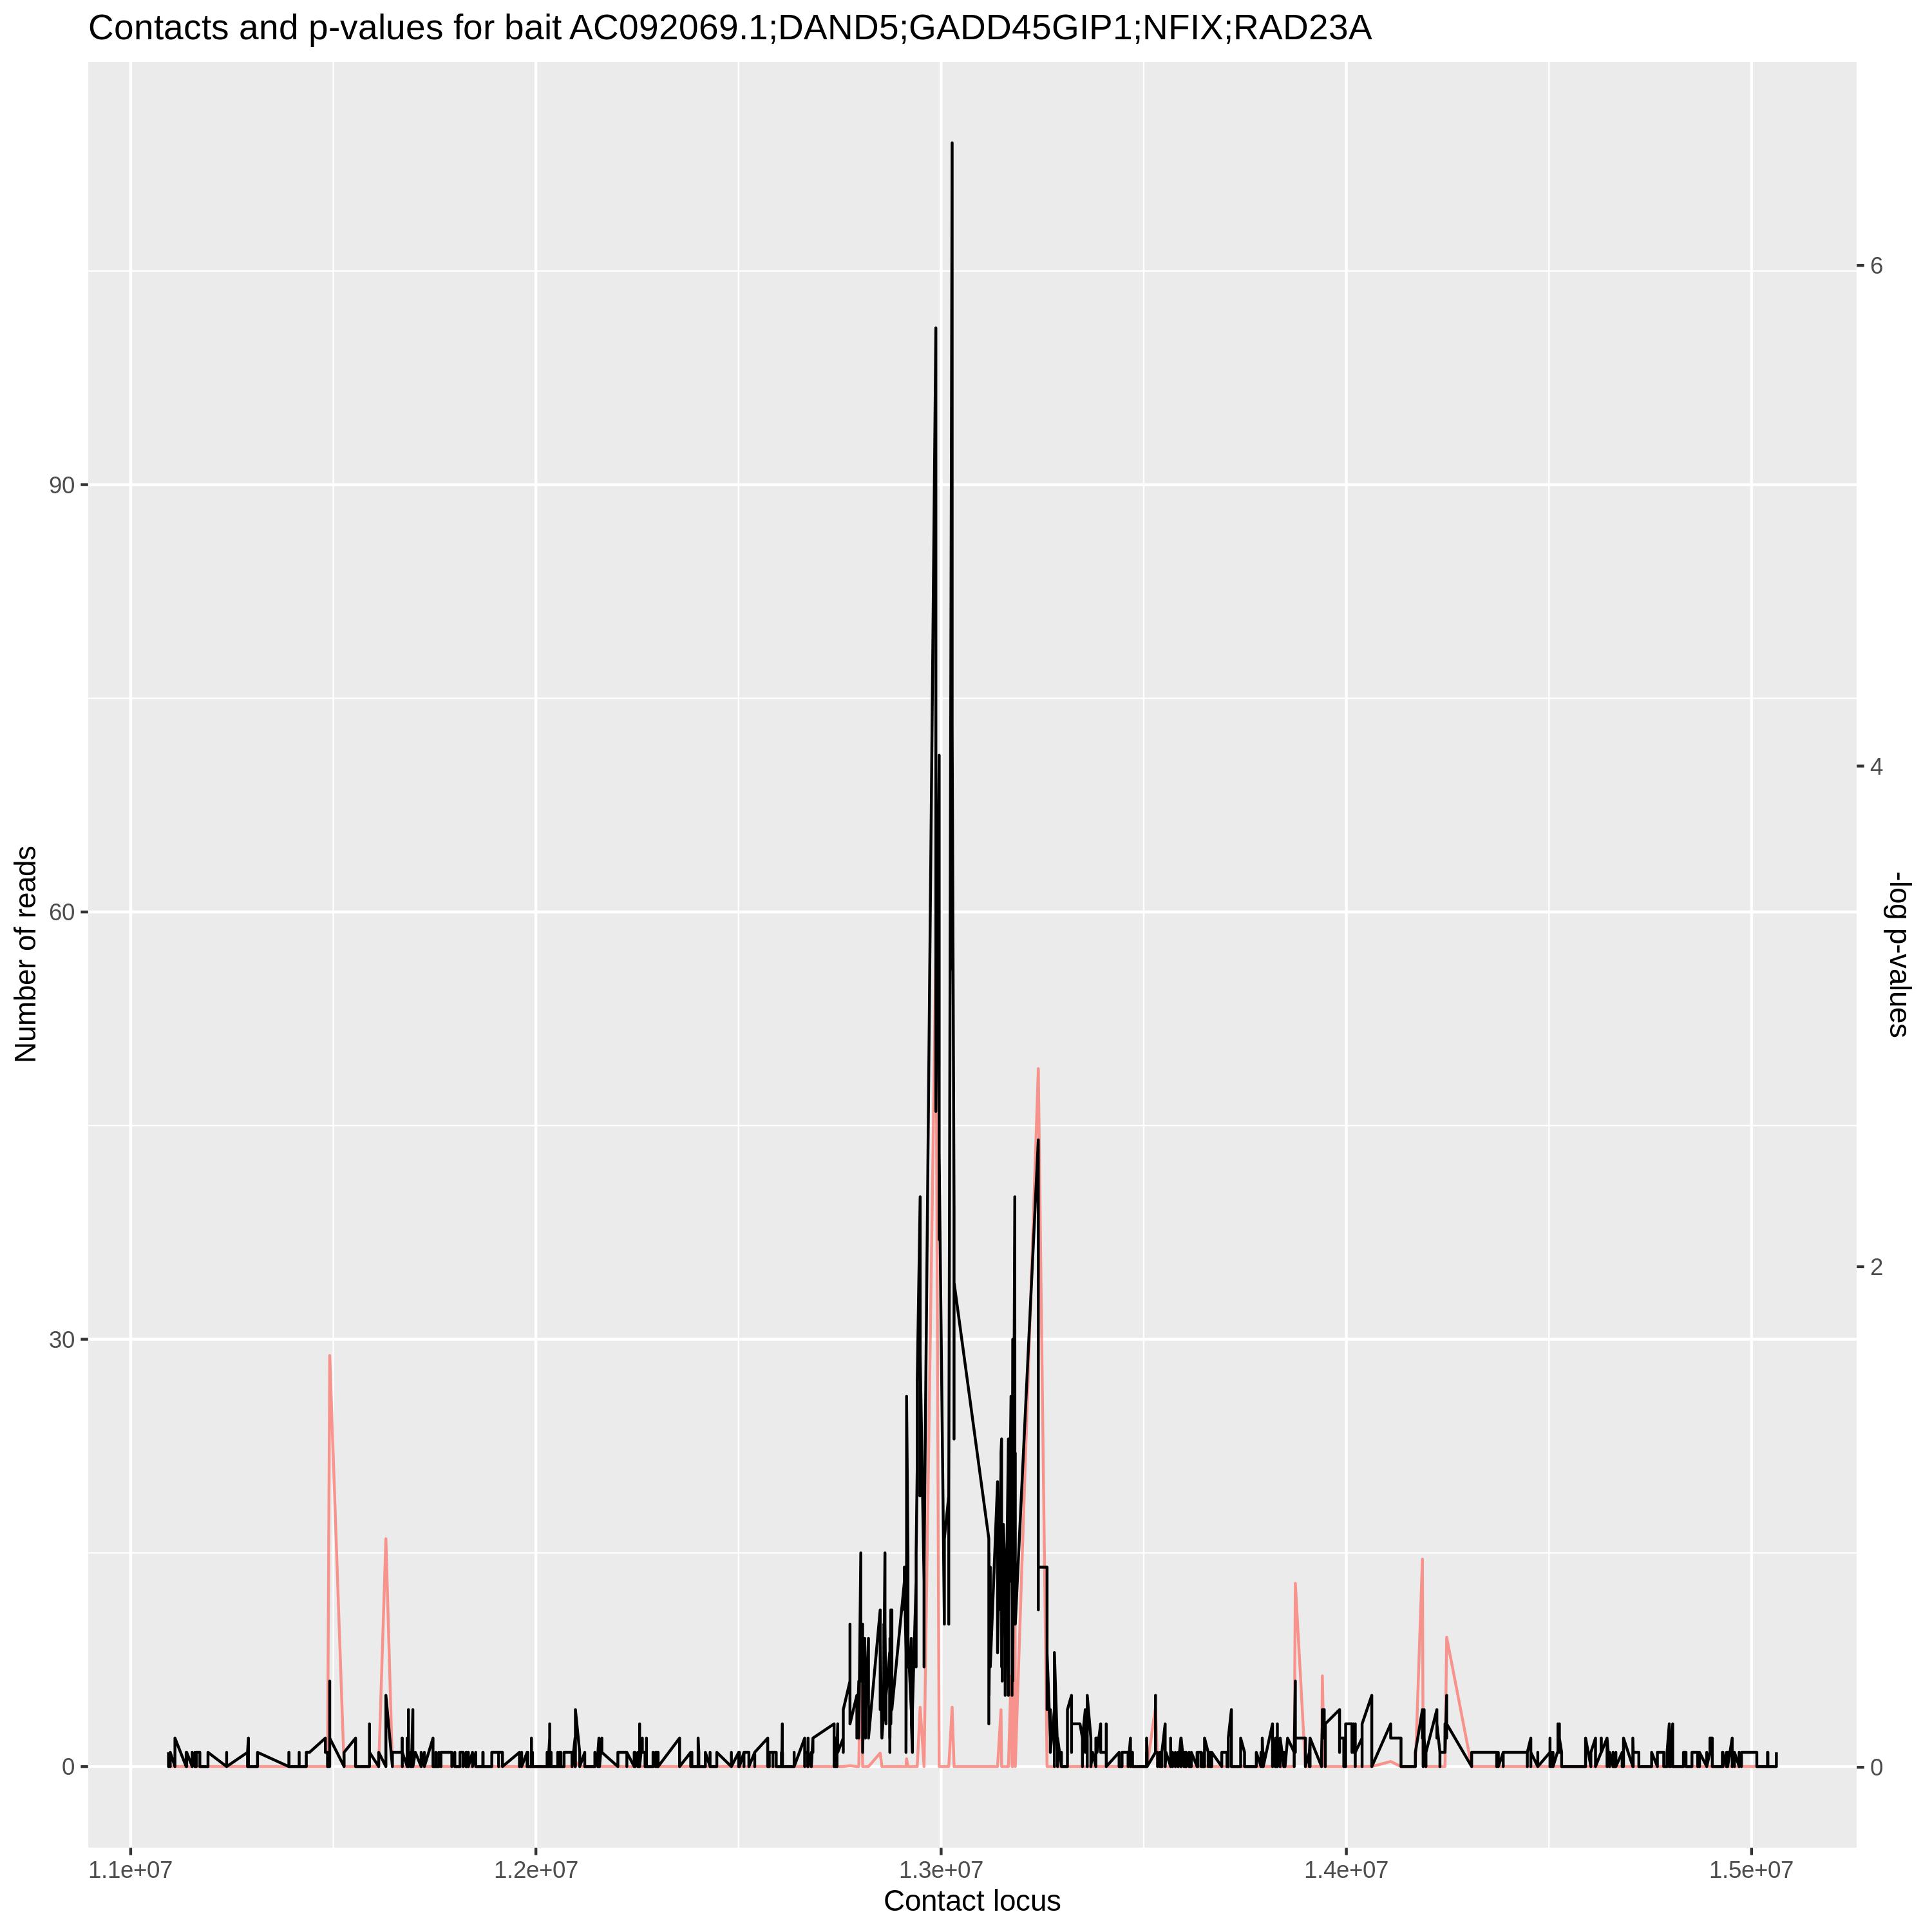 Contacts and p-values for bait AC092069.1;DAND5;GADD45GIP1;NFIX;RAD23A
Number of reads
90
60
30
0
6
4
2
0
-log p-values
1.1e+07
1.2e+07
1.3e+07
1.4e+07
1.5e+07
Contact locus